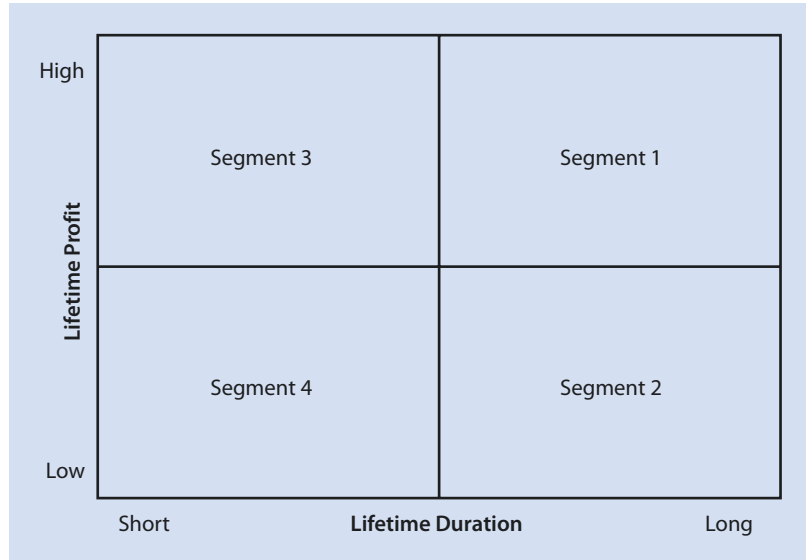 High
Segment 3
Segment 1
Lifetime Profit
Segment 4
Segment 2
Low
Short
Lifetime Duration
Long